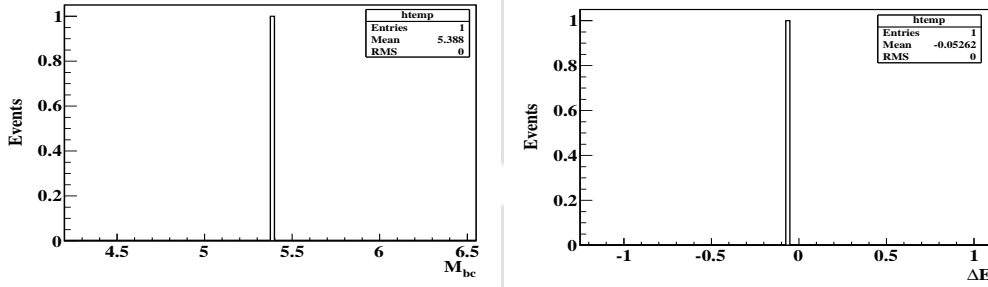 htemp
Entries 1
Mean 5.388
RMS 0
Events
1
0.8
0.6
0.4
0.2
0
4.5 5 5.5 6 6.5
M_bc
htemp
Entries 1
Mean -0.05262
RMS 0
Events
1
0.8
0.6
0.4
0.2
0
-1 -0.5 0 0.5 1
ΔE